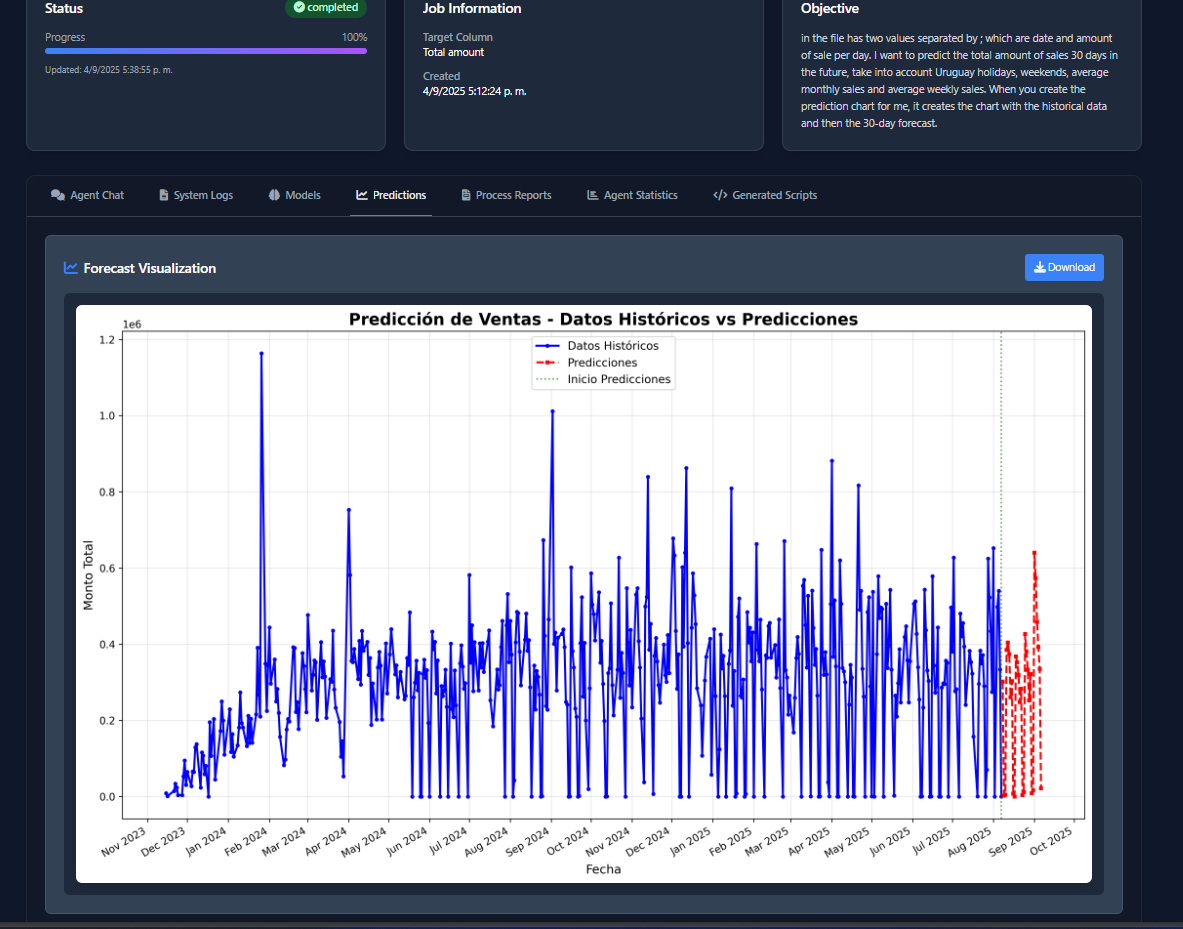 Status
completed
Progress
100%
Updated: 4/9/2025 5:38:55 p. m.
Job Information
Target Column
Total amount
Created
4/9/2025 5:12:24 p. m.
Objective
in the file has two values separated by ; which are date and amount
of sale per day. I want to predict the total amount of sales 30 days in
the future, take into account Uruguay holidays, weekends, average
monthly sales and average weekly sales. When you create the
prediction chart for me, it creates the chart with the historical data
and then the 30-day forecast.
Agent Chat
System Logs
Models
Predictions
Process Reports
Agent Statistics
Generated Scripts
Forecast Visualization
Download
Predicción de Ventas - Datos Históricos vs Predicciones
1e6
Datos Históricos
Predicciones
Inicio Predicciones
1.2
1.0
0.8
0.6
0.4
0.2
0.0
Monto Total
Nov 2023
Dec 2023
Jan 2024
Feb 2024
Mar 2024
Apr 2024
May 2024
Jun 2024
Jul 2024
Aug 2024
Sep 2024
Oct 2024
Nov 2024
Dec 2024
Jan 2025
Feb 2025
Mar 2025
Apr 2025
May 2025
Jun 2025
Jul 2025
Aug 2025
Sep 2025
Oct 2025
Fecha